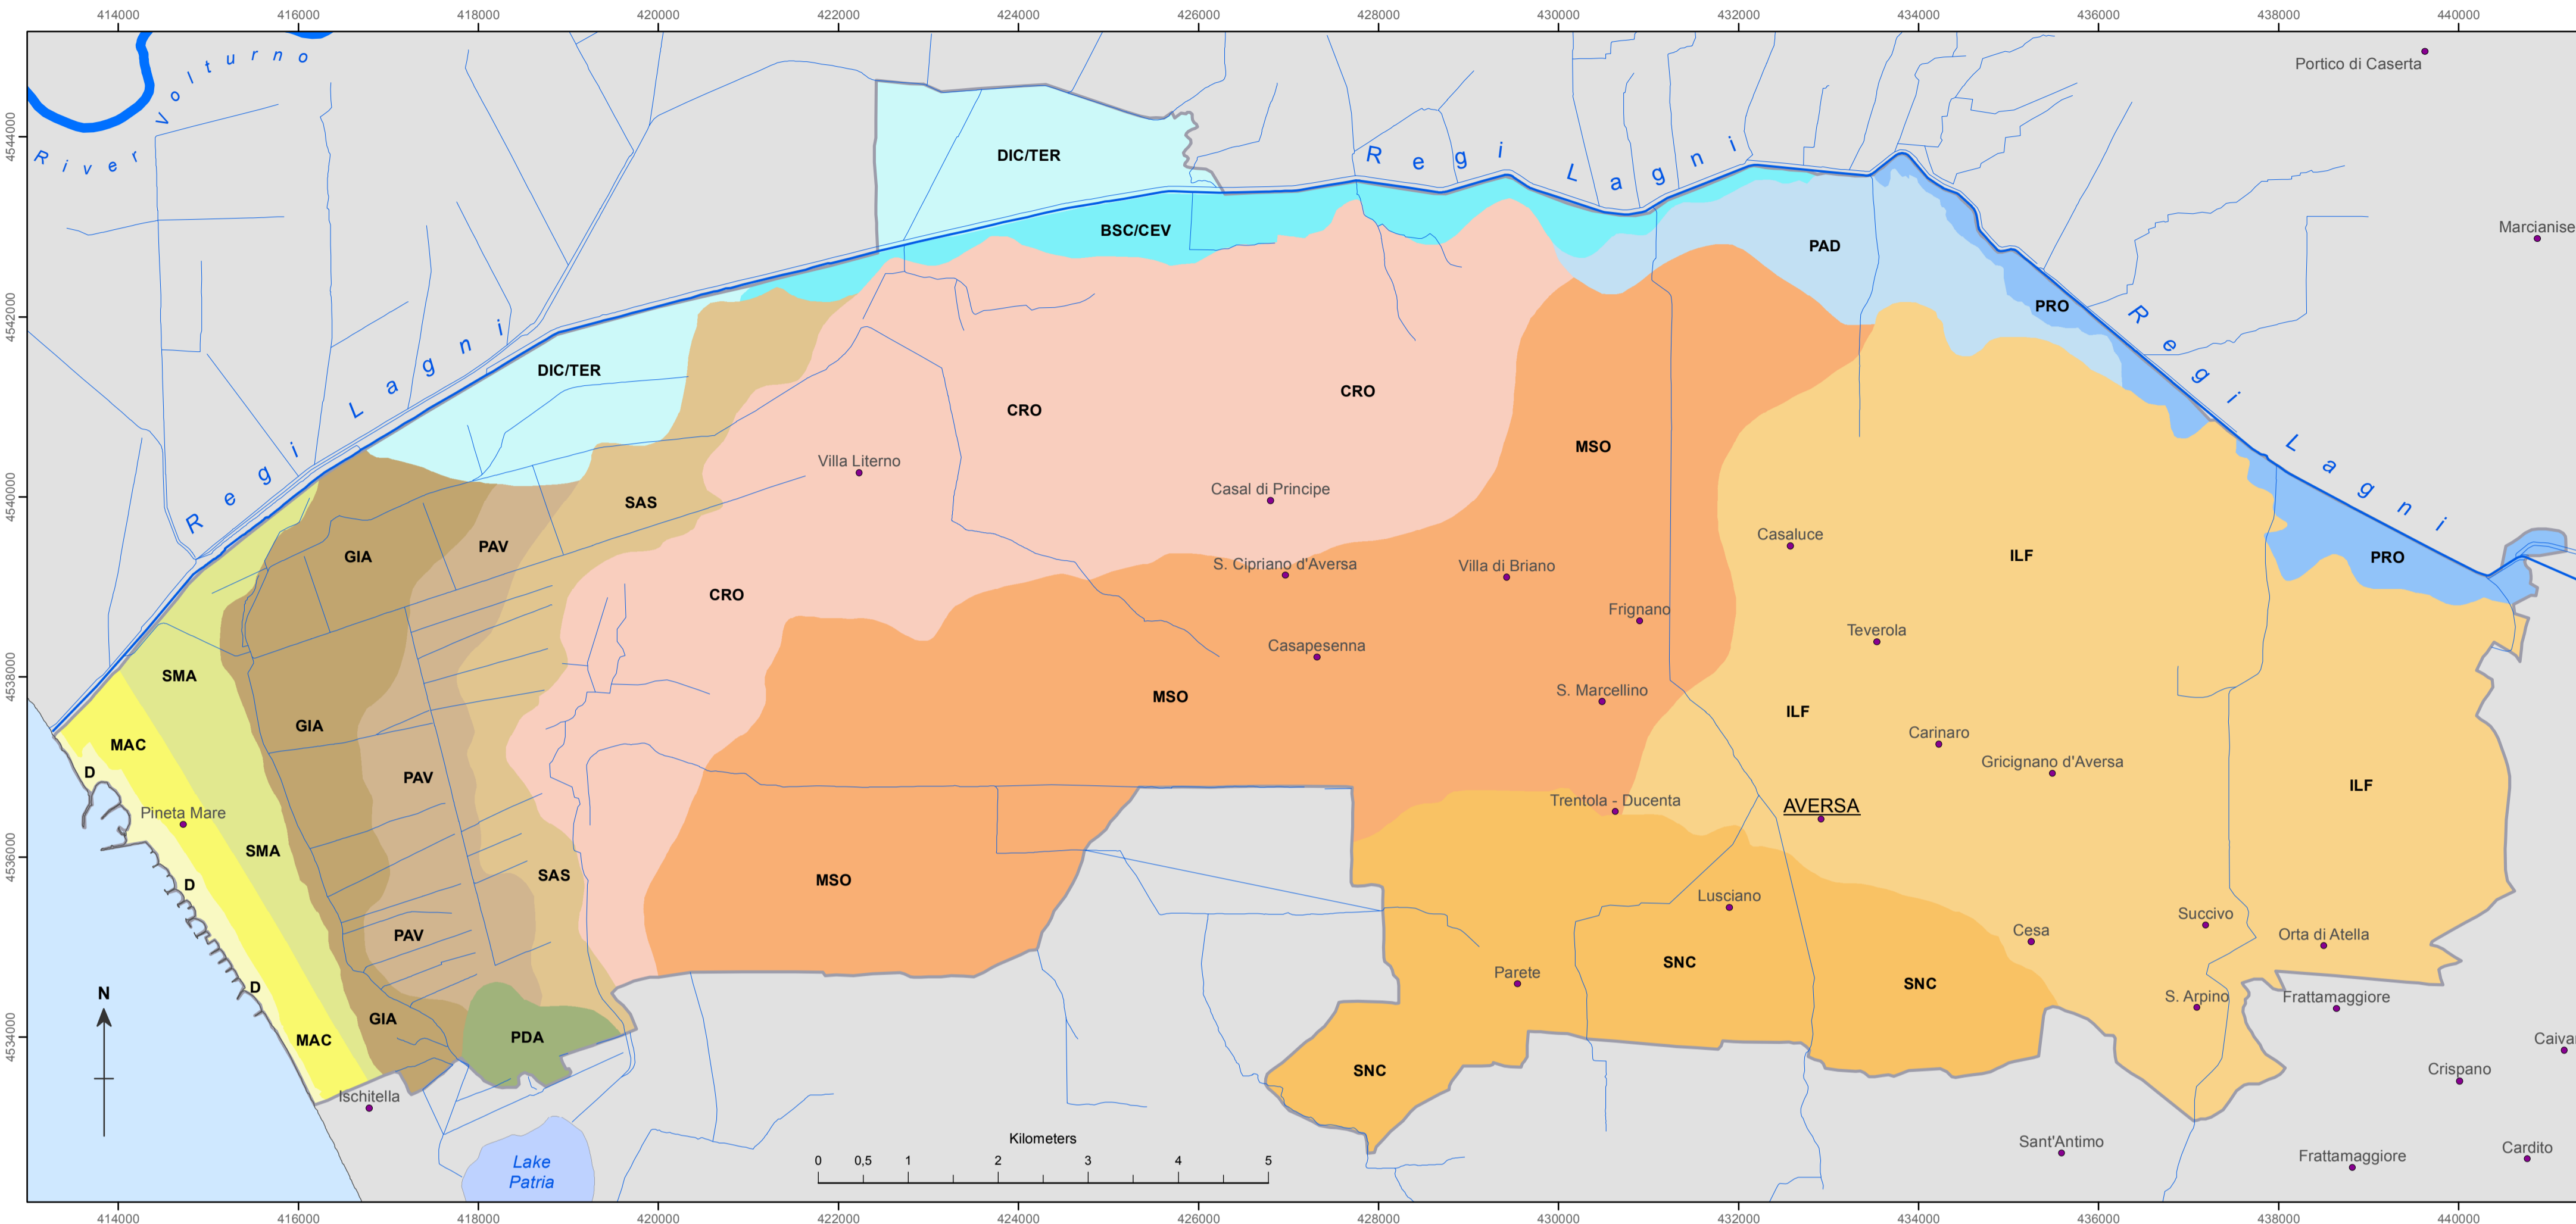 414000 416000 418000 420000 422000 424000 426000 428000 430000 432000 434000 436000 438000 440000
Portico di Caserta
River Volturno
4454000
DIC/TER
Regi Lagni
Marcianise
BSC/CEV
PAD
PRO
4542000
Regi Lagni
DIC/TER
Regi Lagni
CRO
CRO
MSO
Villa Literno
Casal di Principe
4540000
SAS
GIA
PAV
Casaluce
ILF
PRO
S. Cipriano d'Aversa
Villa di Briano
CRO
Frignano
Teverola
Casapesenna
4538000
SMA
S. Marcellino
MSO
GIA
ILF
MAC
Carinaro
Gricignano d'Aversa
D
PAV
ILF
Trentola - Ducenta
AVERSA
Pineta Mare
4536000
SMA
SAS
MSO
D
Lusciano
Succivo
Cesa
Orta di Atella
PAV
SNC
Parete
SNC
D
N
S. Arpino
Frattamaggiore
GIA
4534000
PDA
MAC
SNC
Crispano
Ischitella
Kilometers
0 0,5 1 2 3 4 5
Sant'Antimo
Frattamaggiore
Cardito
Lake
Patria
414000 416000 418000 420000 422000 424000 426000 428000 430000 432000 434000 436000 438000 440000